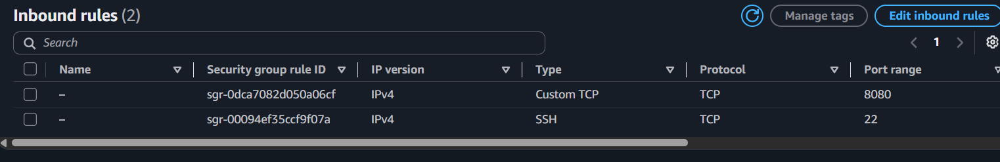 Inbound rules (2)
Manage tags
Edit inbound rules
Search
1
Name Security group rule ID IP version Type Protocol Port range
– sgr-0dca7082d050a06cf IPv4 Custom TCP TCP 8080
– sgr-00094ef35ccf9f07a IPv4 SSH TCP 22